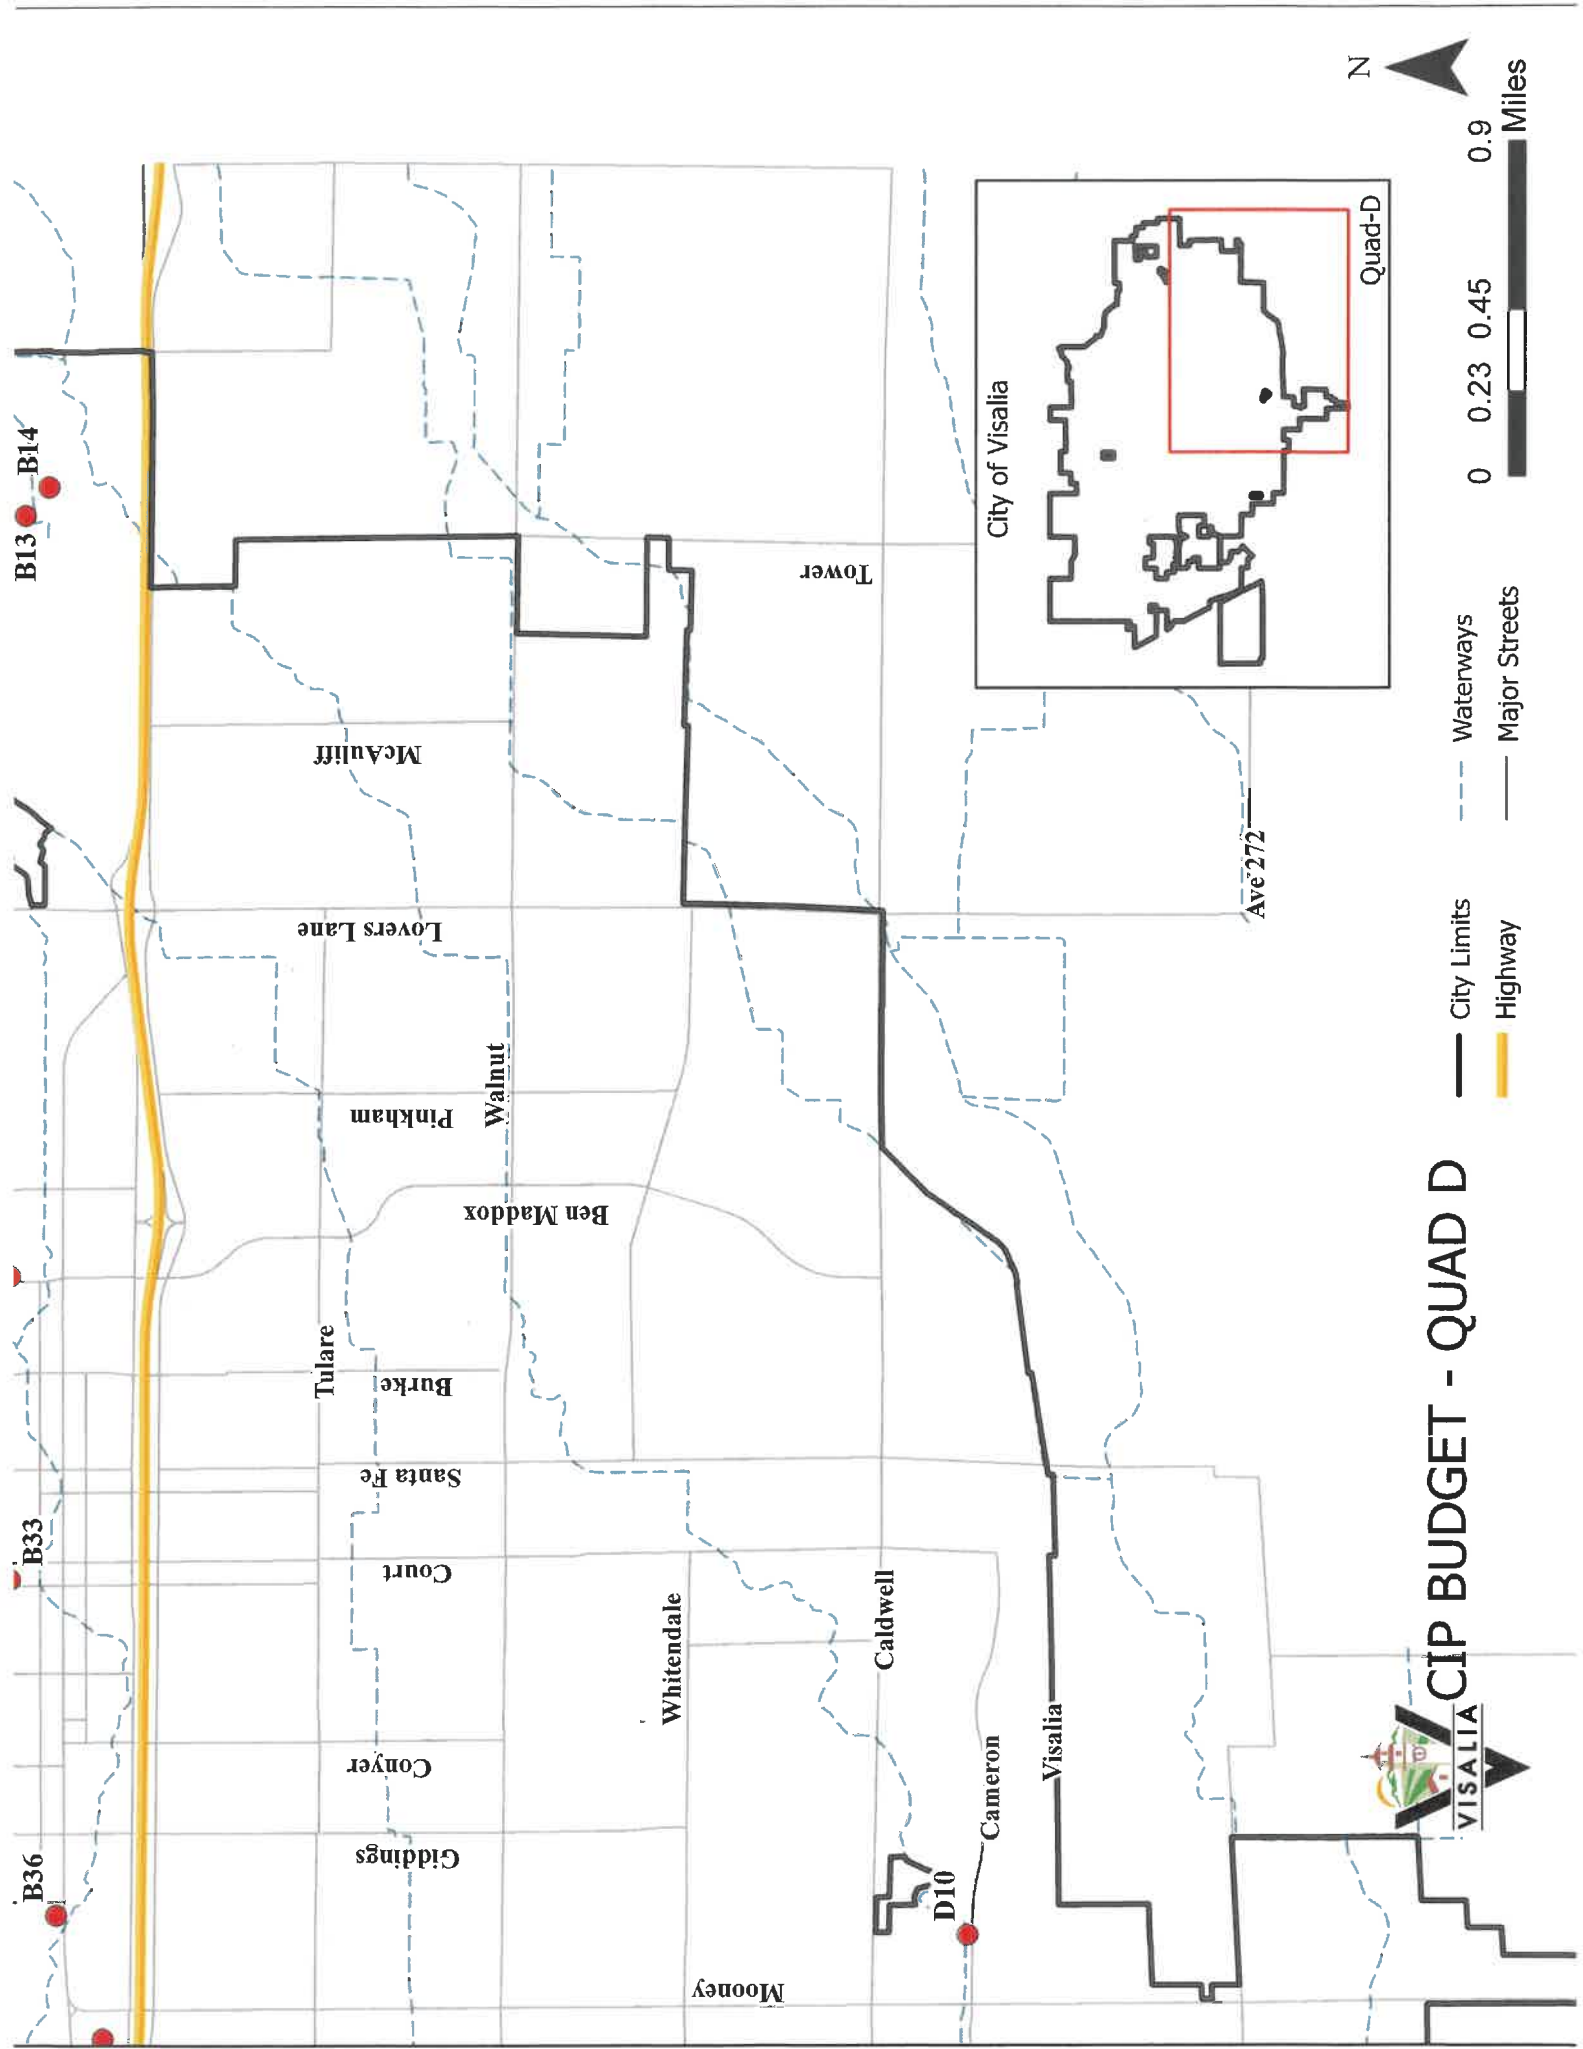 B13
B14
B33
B36
McAuliff
Tower
Lovers Lane
Pinkham
Walnut
Ben Maddox
Tulare
Burke
Santa Fe
Court
Conyer
Giddings
Whitendale
Caldwell
Cameron
Visalia
D10
Mooney
Ave 272
City of Visalia
Quad-D
N
0 0.23 0.45 0.9
Miles
Waterways
Major Streets
City Limits
Highway
VISALIA
CIP BUDGET - QUAD D